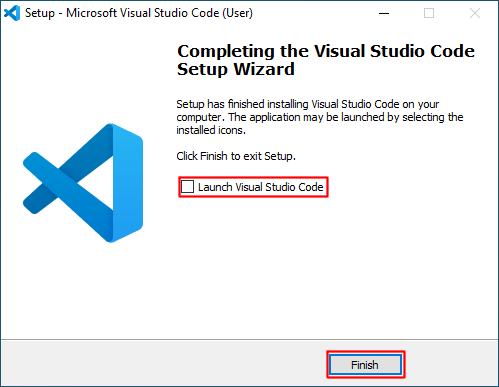 Setup - Microsoft Visual Studio Code (User)
Completing the Visual Studio Code
Setup Wizard
Setup has finished installing Visual Studio Code on your
computer. The application may be launched by selecting the
installed icons.
Click Finish to exit Setup.
Launch Visual Studio Code
Finish